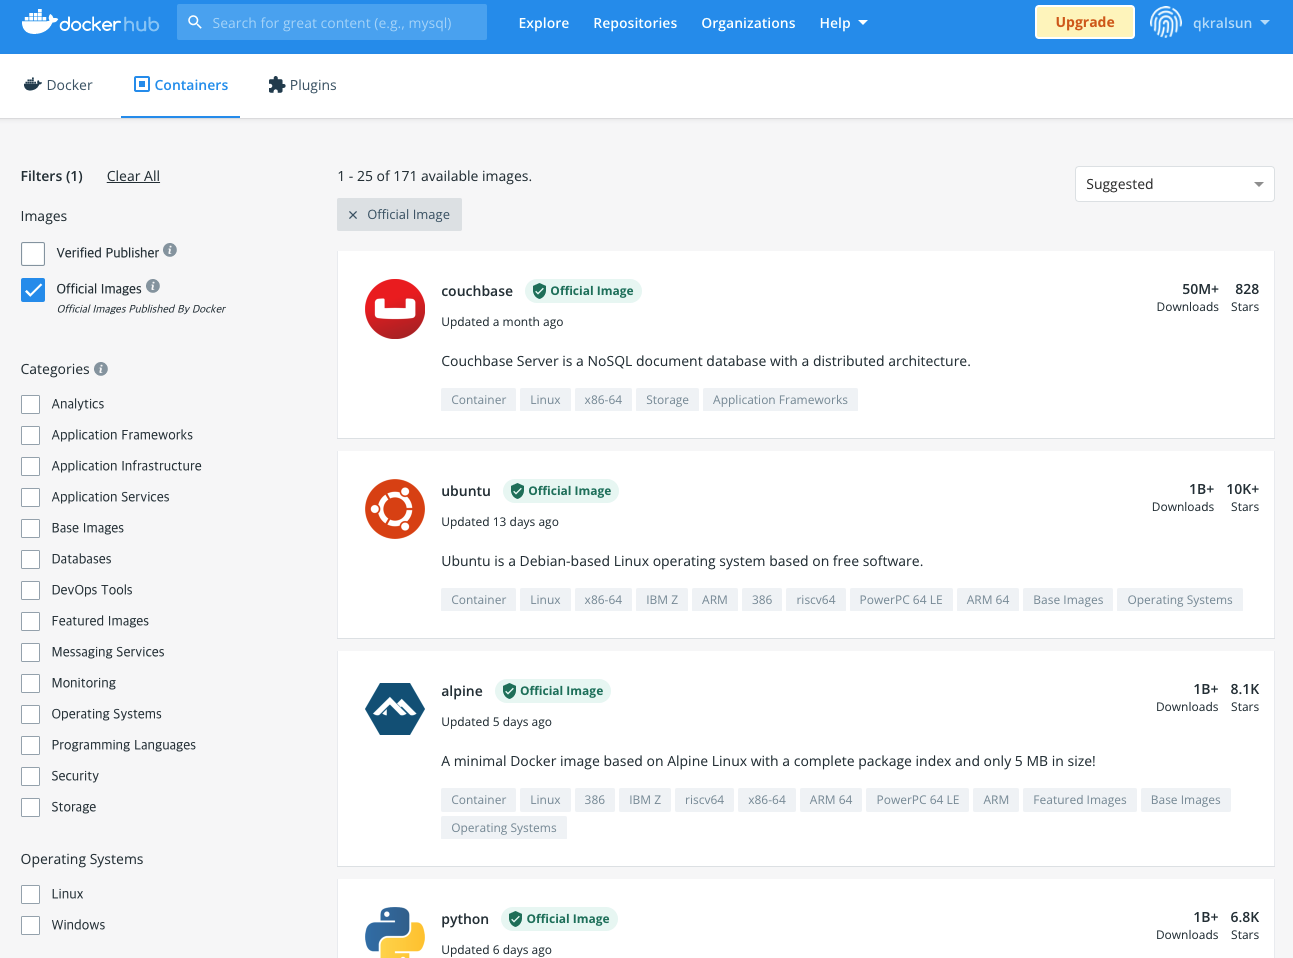 docker hub
Search for great content (e.g., mysql)
Explore
Repositories
Organizations
Help
Upgrade
qkralsun
Docker
Containers
Plugins
Filters (1)
Clear All
Images
Verified Publisher
Official Images
Official Images Published By Docker
Categories
Analytics
Application Frameworks
Application Infrastructure
Application Services
Base Images
Databases
DevOps Tools
Featured Images
Messaging Services
Monitoring
Operating Systems
Programming Languages
Security
Storage
Operating Systems
Linux
Windows
1 - 25 of 171 available images.
Suggested
Official Image
couchbase Official Image
50M+ 828
Downloads Stars
Updated a month ago
Couchbase Server is a NoSQL document database with a distributed architecture.
Container Linux x86-64 Storage Application Frameworks
ubuntu Official Image
1B+ 10K+
Downloads Stars
Updated 13 days ago
Ubuntu is a Debian-based Linux operating system based on free software.
Container Linux x86-64 IBM Z ARM 386 riscv64 PowerPC 64 LE ARM 64 Base Images Operating Systems
alpine Official Image
1B+ 8.1K
Downloads Stars
Updated 5 days ago
A minimal Docker image based on Alpine Linux with a complete package index and only 5 MB in size!
Container Linux 386 IBM Z riscv64 x86-64 ARM 64 PowerPC 64 LE ARM Featured Images Base Images
Operating Systems
python Official Image
1B+ 6.8K
Downloads Stars
Updated 6 days ago